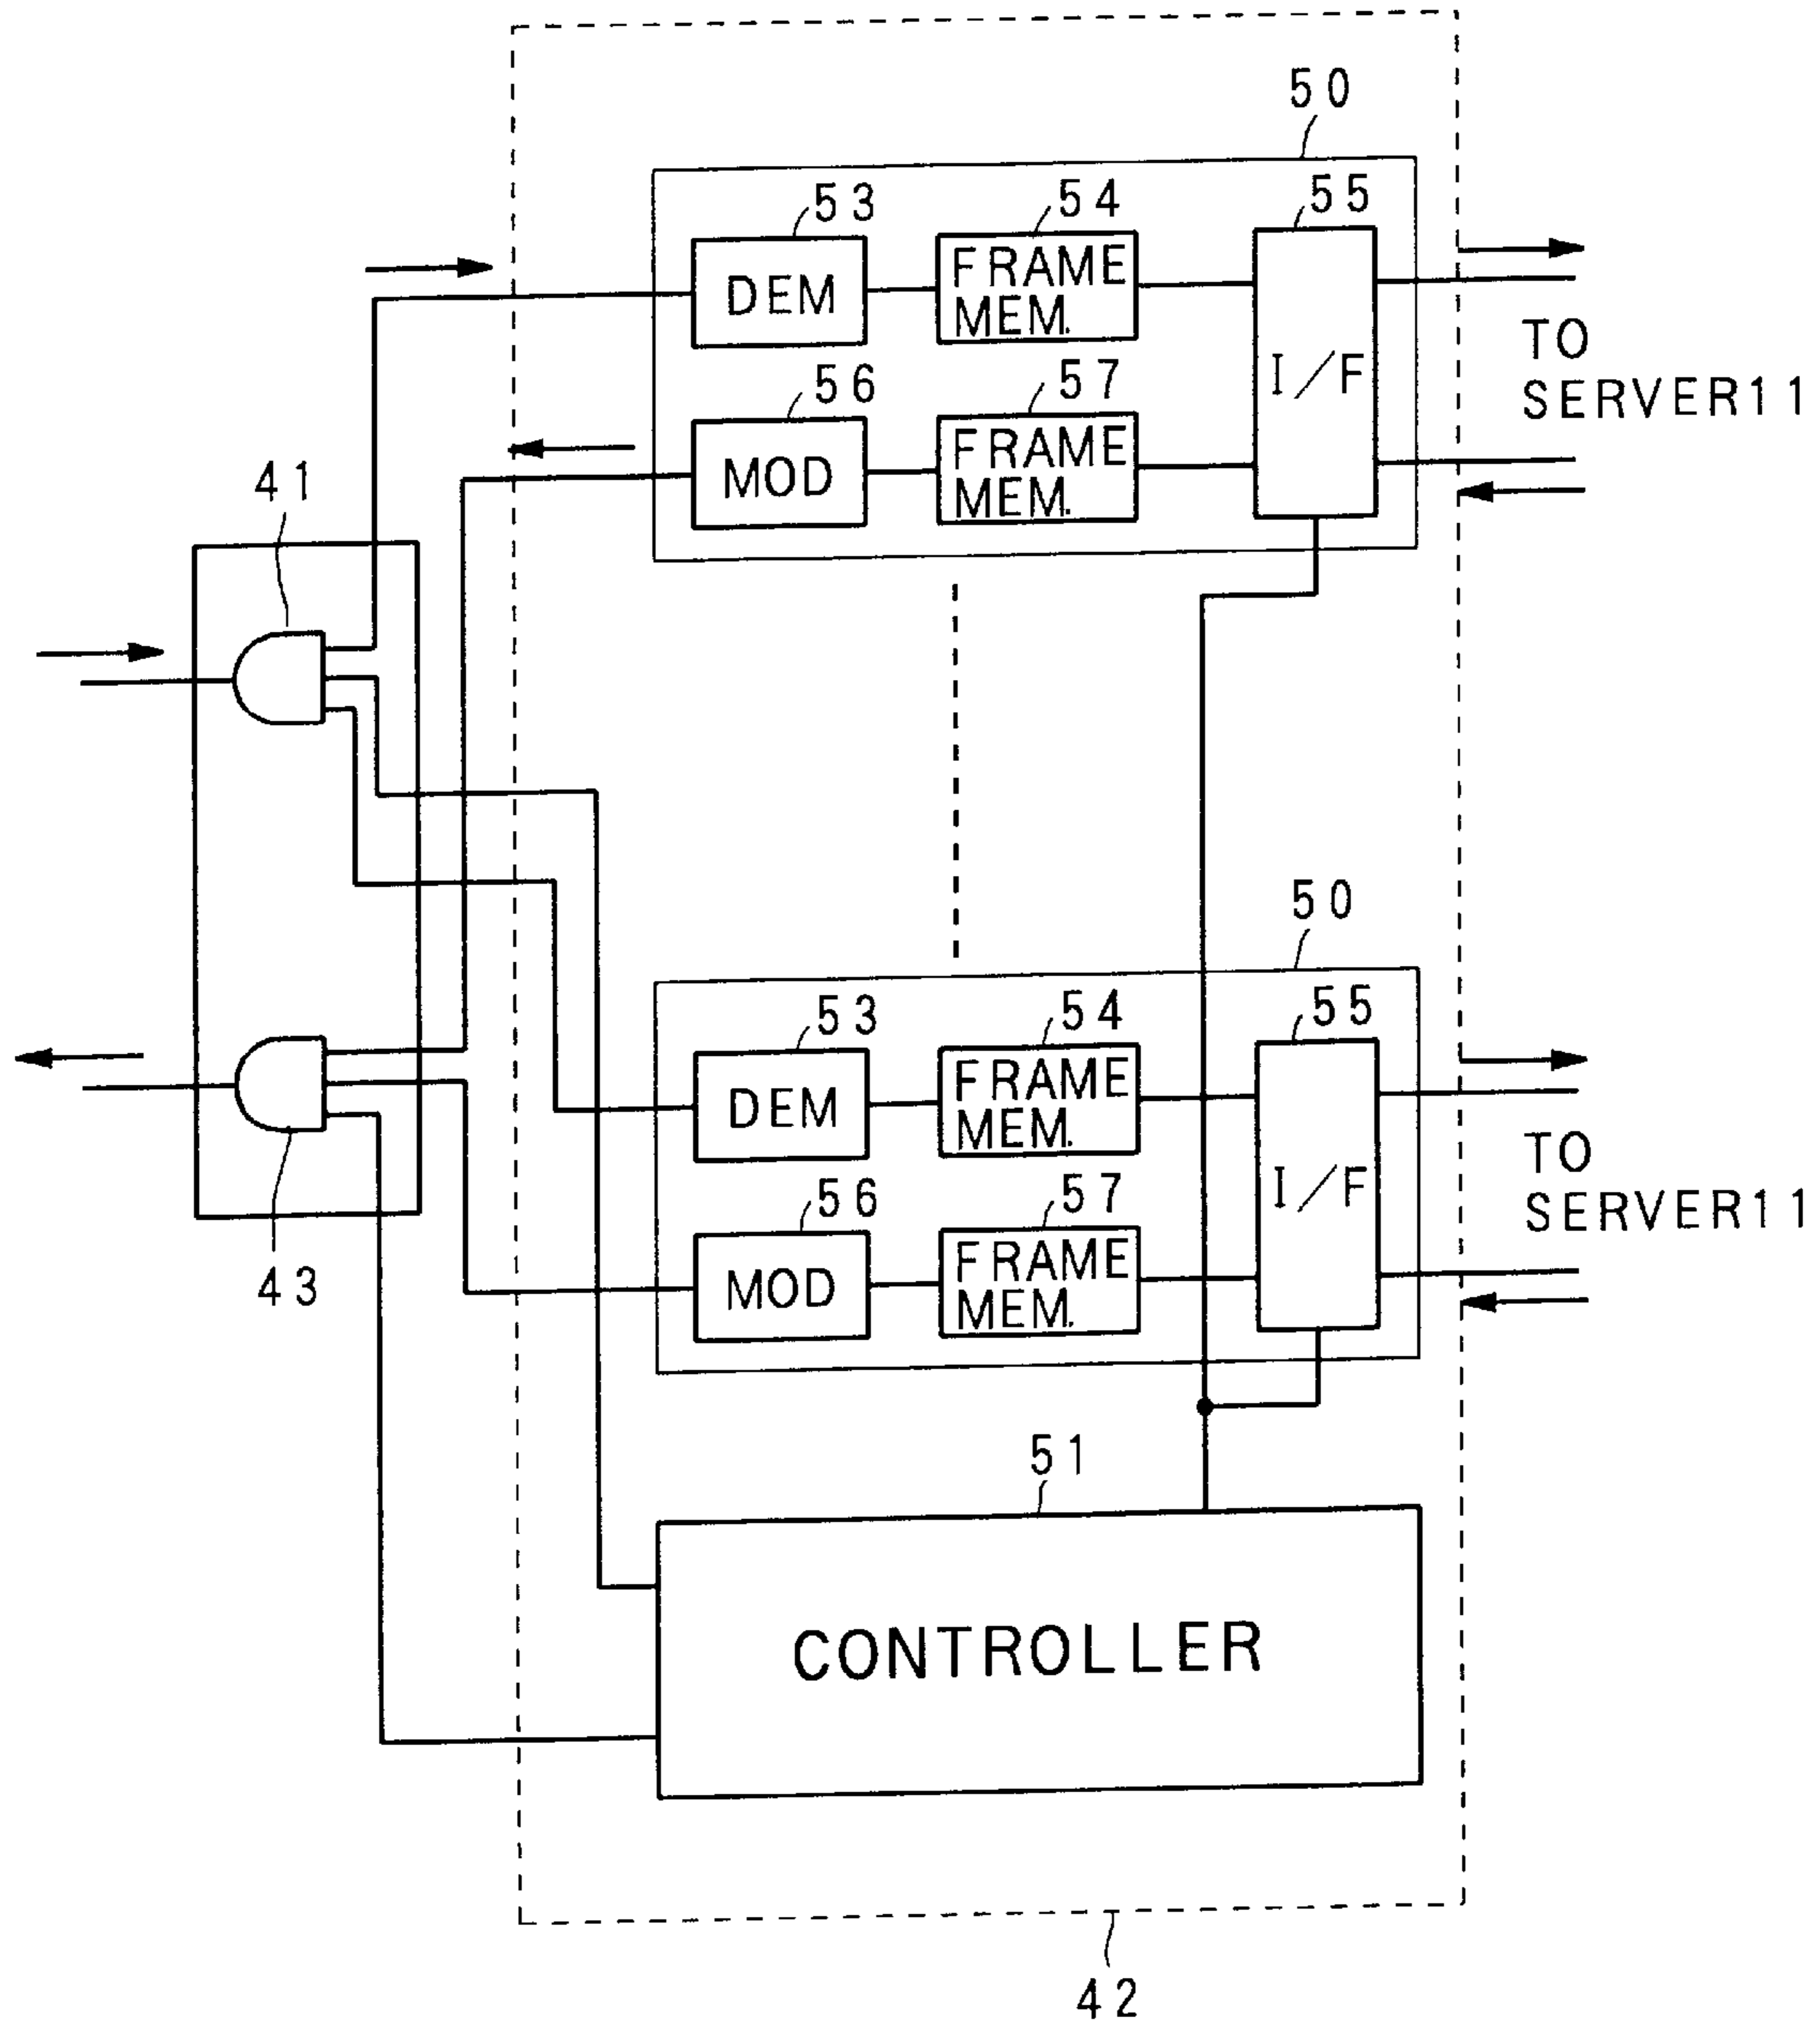 50
53
54
55
DEM
FRAME
MEM.
I/F
TO
SERVER11
56
57
MOD
FRAME
MEM.
41
50
53
54
55
DEM
FRAME
MEM.
I/F
TO
SERVER11
56
57
MOD
FRAME
MEM.
43
51
CONTROLLER
42